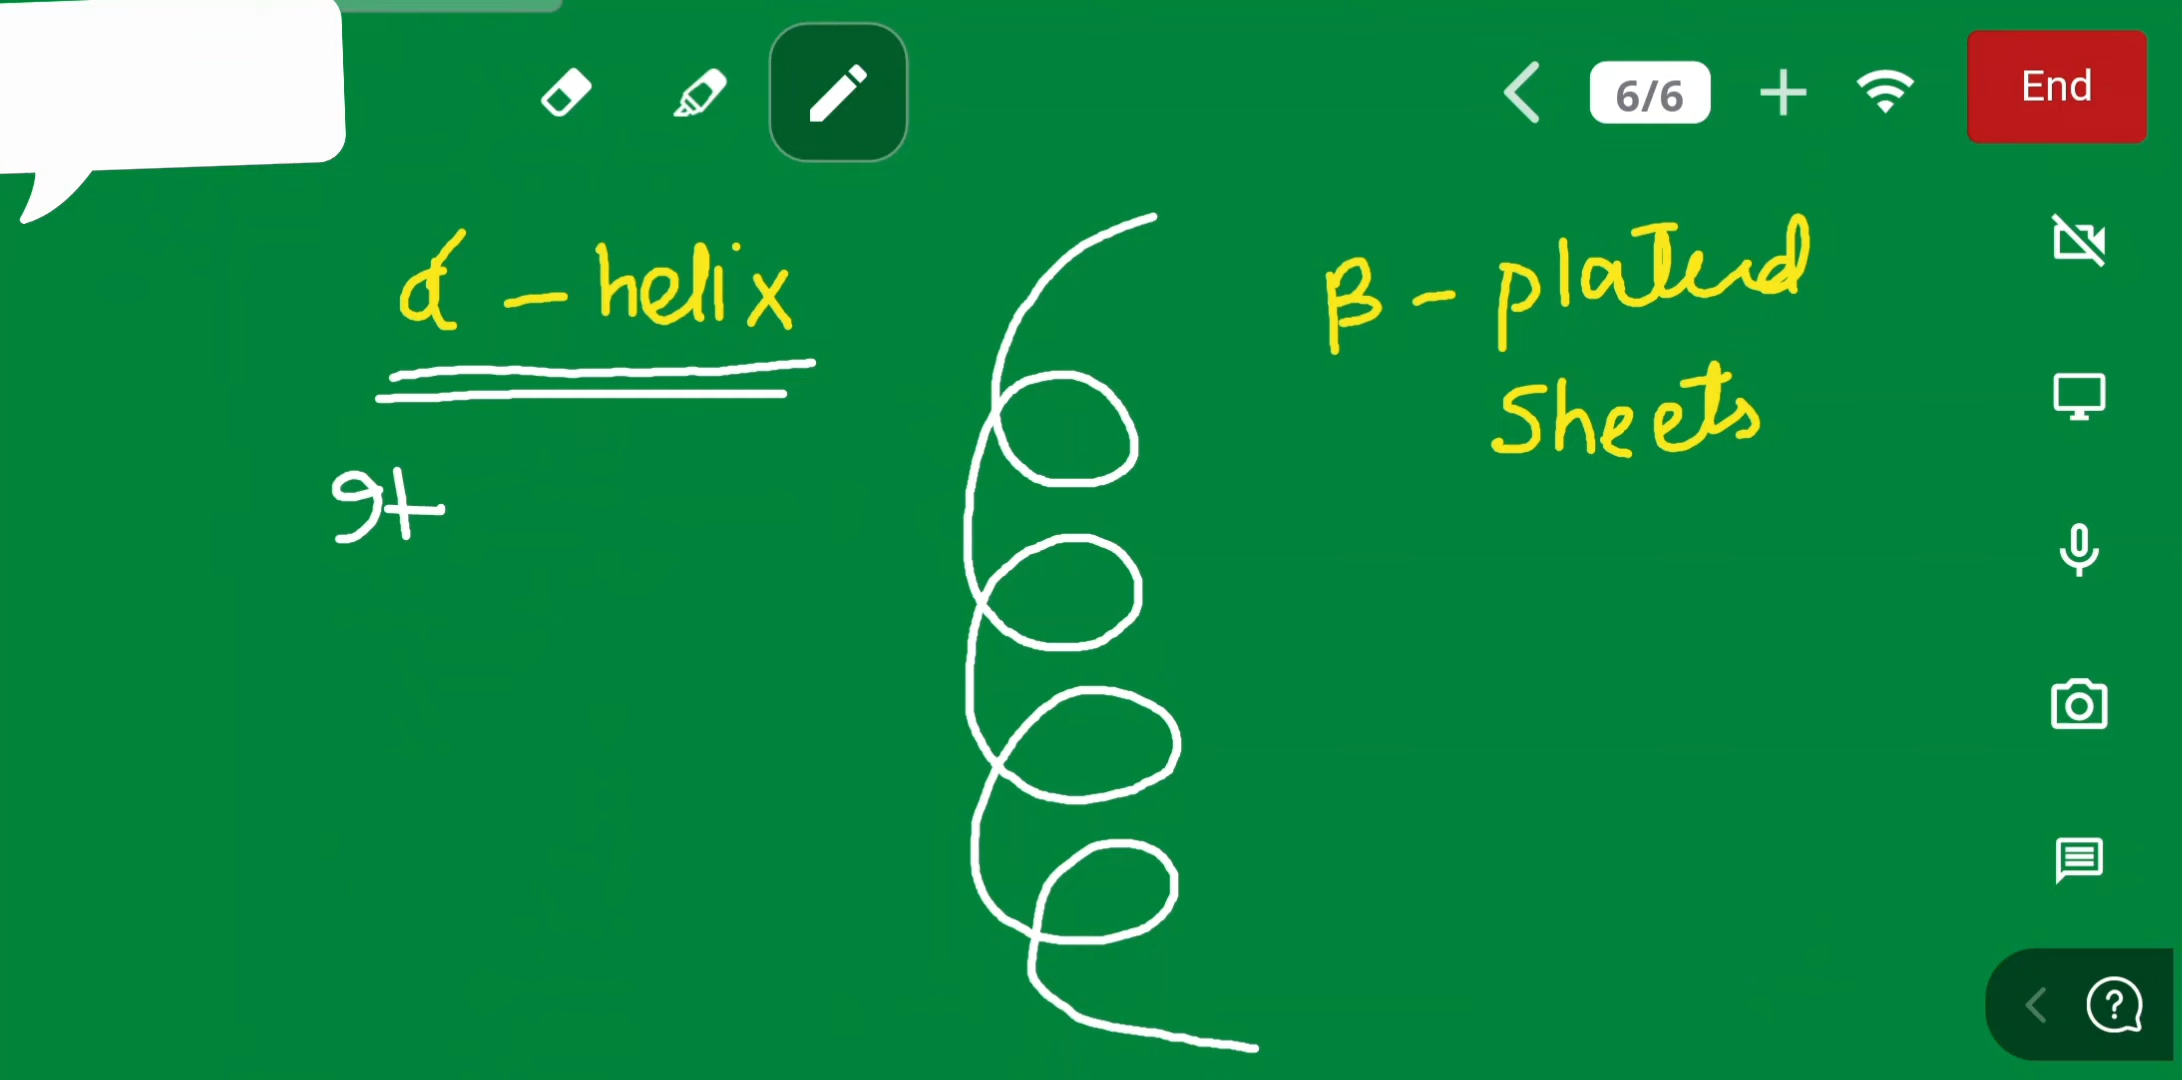 6/6
End
α - helix
β - plated
Sheets
It